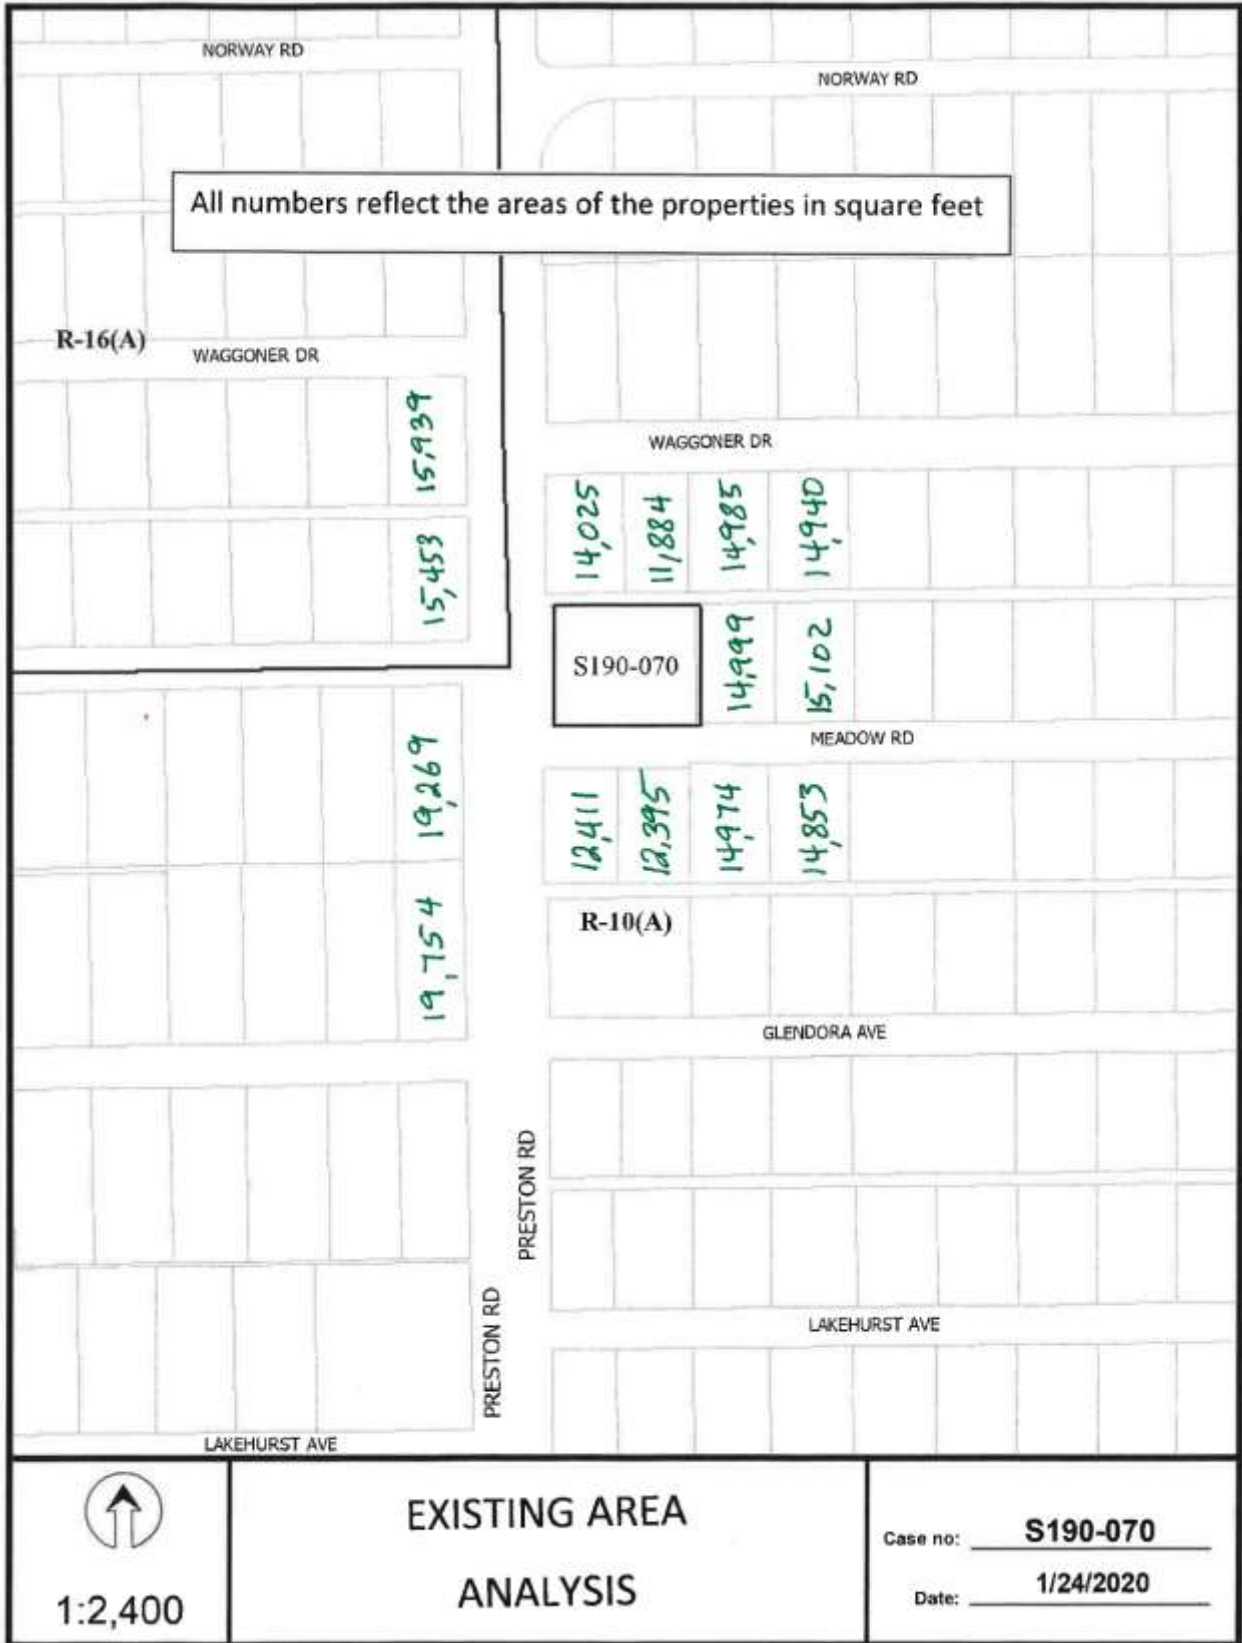 NORWAY RD
NORWAY RD
All numbers reflect the areas of the properties in square feet
R-16(A)
WAGGONER DR
WAGGONER DR
15,939
14,025
11,884
14,985
14,940
15,453
S190-070
14,999
15,102
MEADOW RD
19,269
12,411
12,395
14,974
14,853
19,754
R-10(A)
GLENDORA AVE
PRESTON RD
PRESTON RD
LAKEHURST AVE
LAKEHURST AVE
1:2,400
EXISTING AREA
ANALYSIS
Case no: S190-070
Date: 1/24/2020